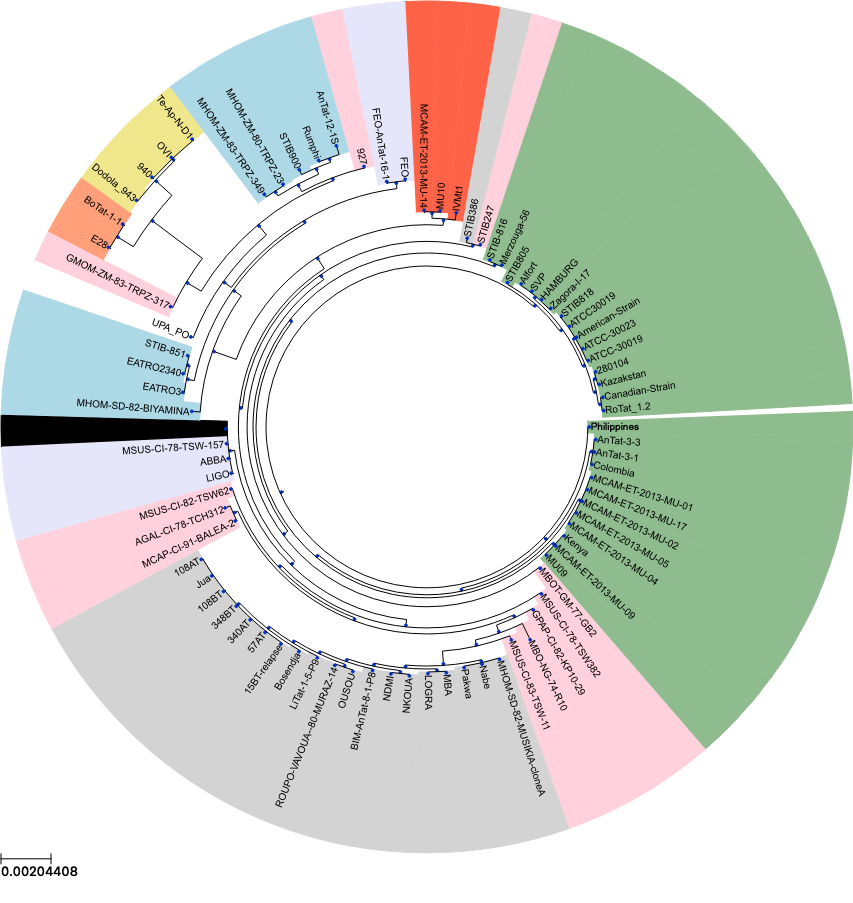 Te-Ap-N-D1
OVI
940
Dodola_943
BoTat-1-1
E28
GMOM-ZM-83-TRPZ-317
MHOM-ZM-83-TRPZ-349
MHOM-ZM-80-TRPZ-23
STIB900
Rumphi
AnTat-12-1S
927
FEO-AnTat-16-1
FEO
MCAM-ET-2013-MU-14
MU10
IVMt1
STIB386
STIB247
STIB-816
Merzouga-56
STIB805
Alfort
SVP
HAMBURG
Zagora-I-17
STIB818
ATCC30019
American-Strain
ATCC-30023
ATCC-30019
280104
Kazakstan
Canadian-Strain
RoTat_1.2
Philippines
AnTat-3-3
AnTat-3-1
Colombia
MCAM-ET-2013-MU-01
MCAM-ET-2013-MU-17
MCAM-ET-2013-MU-02
MCAM-ET-2013-MU-05
MCAM-ET-2013-MU-04
Kenya
MCAM-ET-2013-MU-09
MU09
MBOT-GM-77-GB2
MSUS-CI-78-TSW382
GPAP-CI-82-KP10-29
MBO-NG-74-R10
MSUS-CI-83-TSW-11
MHOM-SD-82-MUSIKIA-cloneA
Nabe
Pakwa
MBA
LOGRA
NKOUA
NDMI
BIM-AnTat-8-1-P8
OUSOU
ROUPO-VAVOUA--80-MURAZ-14
LiTat-1-5-P9
Bosendja
15BT-relapse
57AT
340AT
348BT
108BT
Jua
108AT
MCAP-CI-91-BALEA-2
AGAL-CI-78-TCH312
MSUS-CI-82-TSW62
LIGO
ABBA
MSUS-CI-78-TSW-157
MHOM-SD-82-BIYAMINA
EATRO3
EATRO2340
STIB-851
UPA_PO
0.00204408